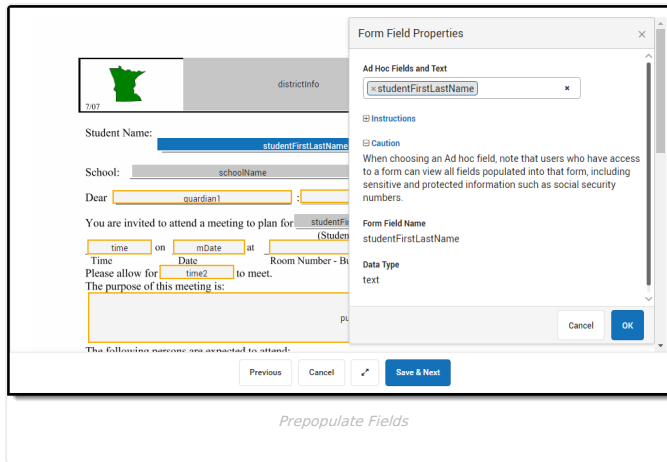 Form Field Properties
×
Ad Hoc Fields and Text
× studentFirstLastName ×
Instructions
Caution
When choosing an Ad hoc field, note that users who have access
to a form can view all fields populated into that form, including
sensitive and protected information such as social security
numbers.
Form Field Name
studentFirstLastName
Data Type
text
Cancel OK
7/07
districtInfo
Student Name:
studentFirstLastName
School: schoolName
Dear guardian1 :
You are invited to attend a meeting to plan for studentFi
(Studen
time on mDate at
Time Date Room Number - Bu
Please allow for time2 to meet.
The purpose of this meeting is:
pu
The following persons are expected to attend:
Previous Cancel Save & Next
Prepopulate Fields